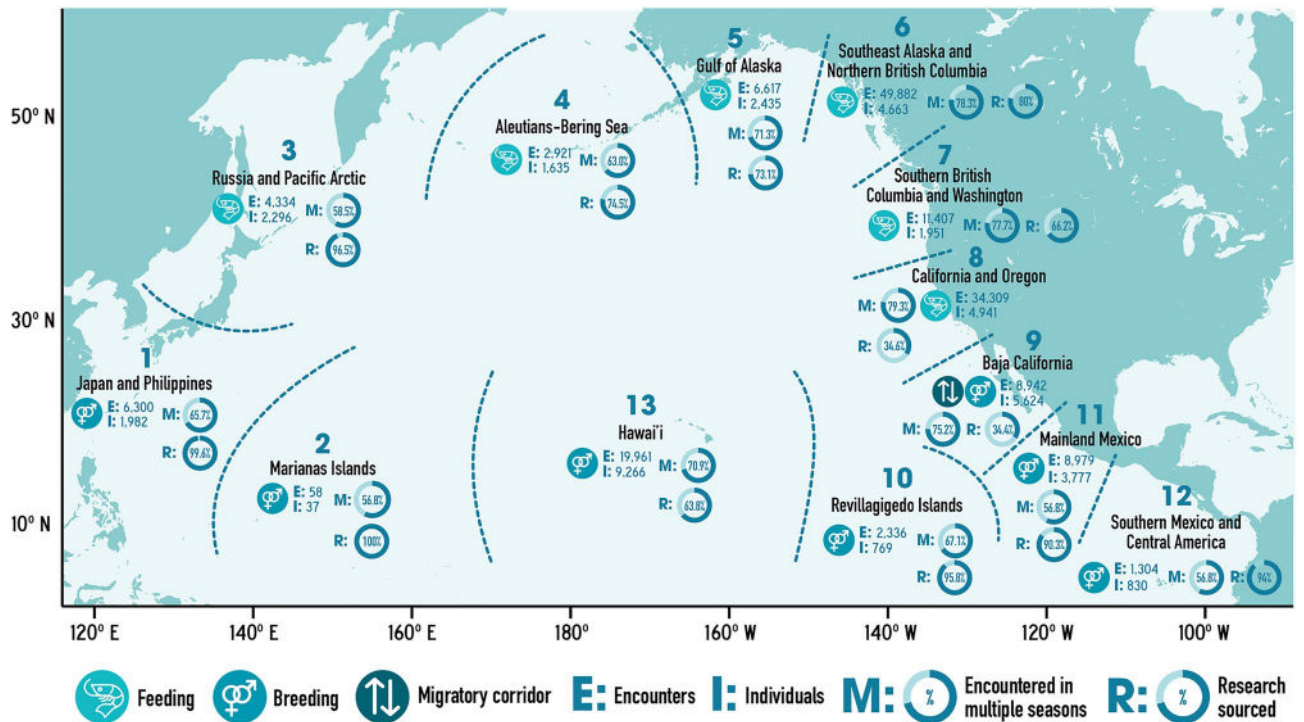 50° N
30° N
10° N
1
Japan and Philippines
E: 6,300
I: 1,982
M: 65.7%
R: 99.6%
2
Marianas Islands
E: 58
I: 37
M: 56.8%
R: 100%
3
Russia and Pacific Arctic
E: 4,334
I: 2,296
M: 58.5%
R: 96.5%
4
Aleutians-Bering Sea
E: 2,921
I: 1,635
M: 63.8%
R: 74.5%
5
Gulf of Alaska
E: 6,617
I: 2,435
M: 71.3%
R: 73.1%
6
Southeast Alaska and
Northern British Columbia
E: 49,882
I: 4,663
M: 78.3%
R: 80%
7
Southern British
Columbia and Washington
E: 11,407
I: 1,951
M: 77.7%
R: 66.2%
8
California and Oregon
M: 79.3%
E: 34,309
I: 4,941
R: 34.6%
9
Baja California
E: 8,942
I: 5,624
M: 75.2%
R: 34.4%
10
Revillagigedo Islands
E: 2,336
I: 769
M: 67.1%
R: 95.8%
11
Mainland Mexico
E: 8,979
I: 3,777
M: 56.8%
R: 90.3%
12
Southern Mexico and
Central America
E: 1,304
I: 830
M: 56.8%
R: 94%
13
Hawai'i
E: 19,961
I: 9,266
M: 70.9%
R: 63.8%
120° E 140° E 160° E 180° 160° W 140° W 120° W 100° W
Feeding
Breeding
Migratory corridor
E: Encounters
I: Individuals
M: % Encountered in
multiple seasons
R: % Research
sourced